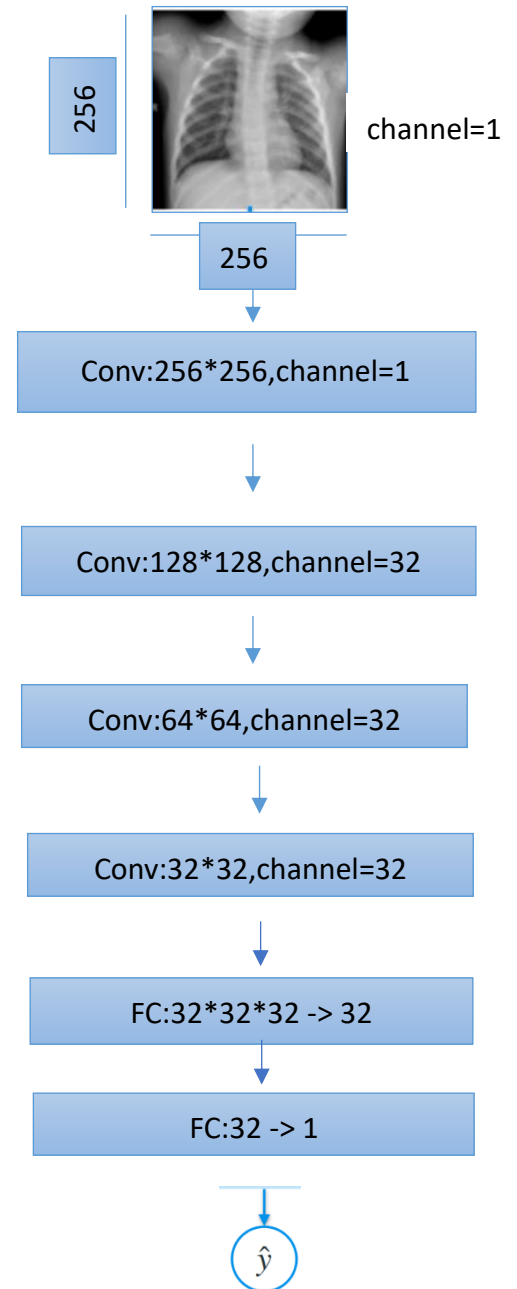 256
channel=1
256
Conv:256*256,channel=1
Conv:128*128,channel=32
Conv:64*64,channel=32
Conv:32*32,channel=32
FC:32*32*32 -> 32
FC:32 -> 1
ŷ